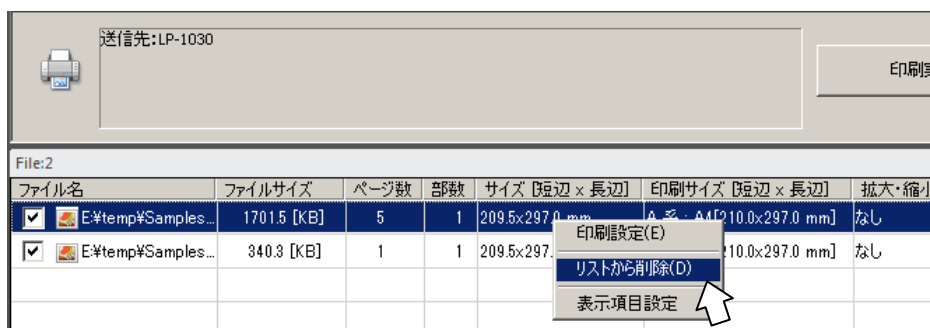 送信先:LP-1030
印刷実
File:2
ファイル名 ファイルサイズ ページ数 部数 サイズ [短辺 x 長辺] 印刷サイズ [短辺 x 長辺] 拡大・縮小
E:¥temp¥Samples... 1701.5 [KB] 5 1 209.5x297.0 mm A 系 : A4[210.0x297.0 mm] なし
印刷設定(E)
E:¥temp¥Samples... 340.3 [KB] 1 1 209.5x297. 210.0x297.0 mm] なし
リストから削除(D)
表示項目設定